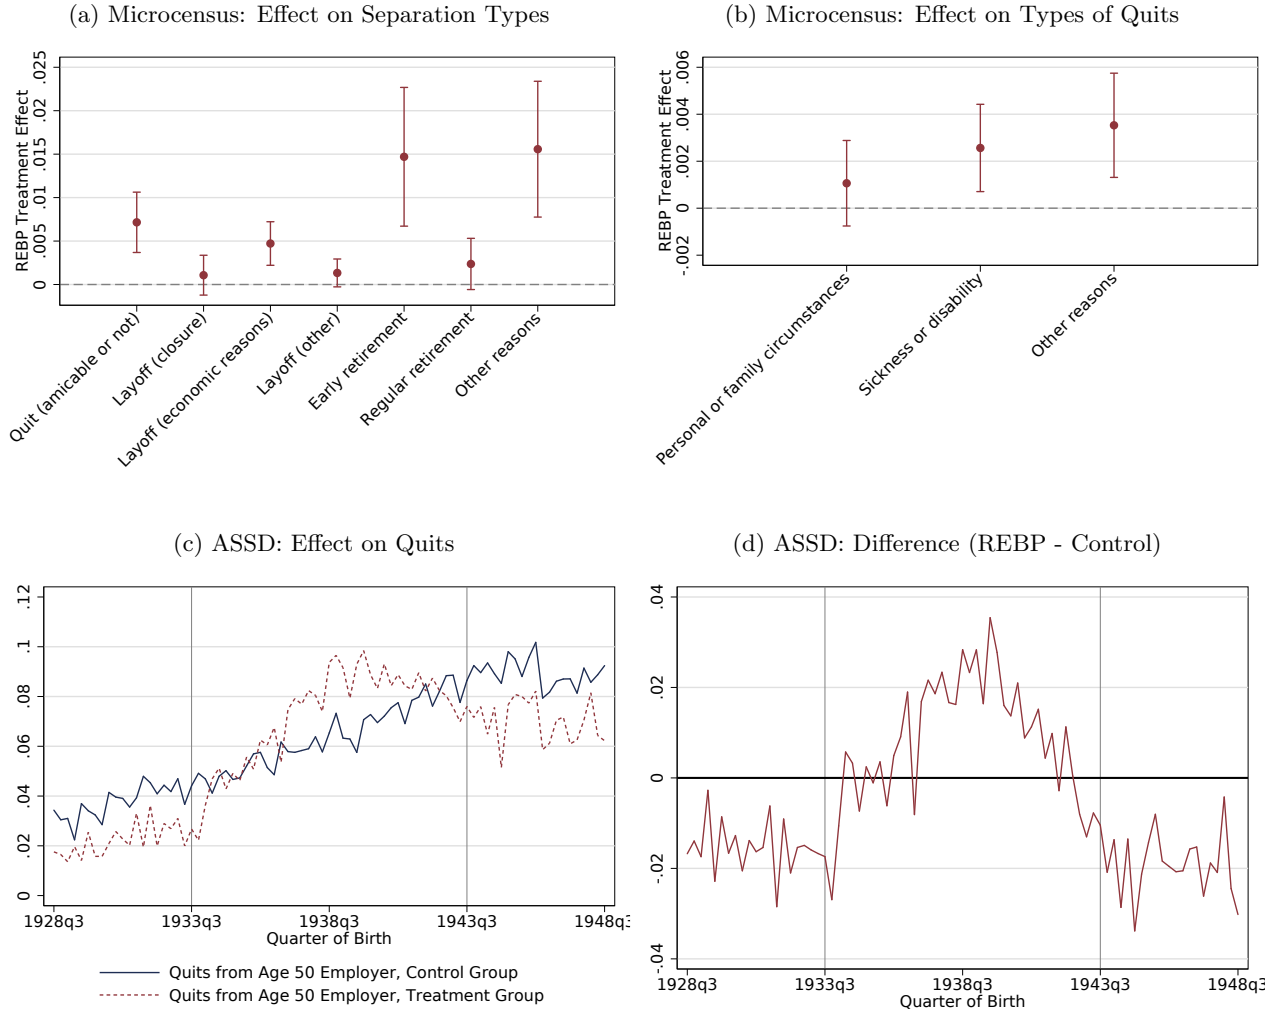 (a) Microcensus: Effect on Separation Types
REBP Treatment Effect
.025
.02
.015
.01
.005
0
Quit (amicable or not)
Layoff (closure)
Layoff (economic reasons)
Layoff (other)
Early retirement
Regular retirement
Other reasons
(b) Microcensus: Effect on Types of Quits
REBP Treatment Effect
.006
.004
.002
0
-.002
Personal or family circumstances
Sickness or disability
Other reasons
(c) ASSD: Effect on Quits
.12
.1
.08
.06
.04
.02
0
1928q3 1933q3 1938q3 1943q3 1948q3
Quarter of Birth
Quits from Age 50 Employer, Control Group
Quits from Age 50 Employer, Treatment Group
(d) ASSD: Difference (REBP - Control)
.04
.02
0
-.02
-.04
1928q3 1933q3 1938q3 1943q3 1948q3
Quarter of Birth